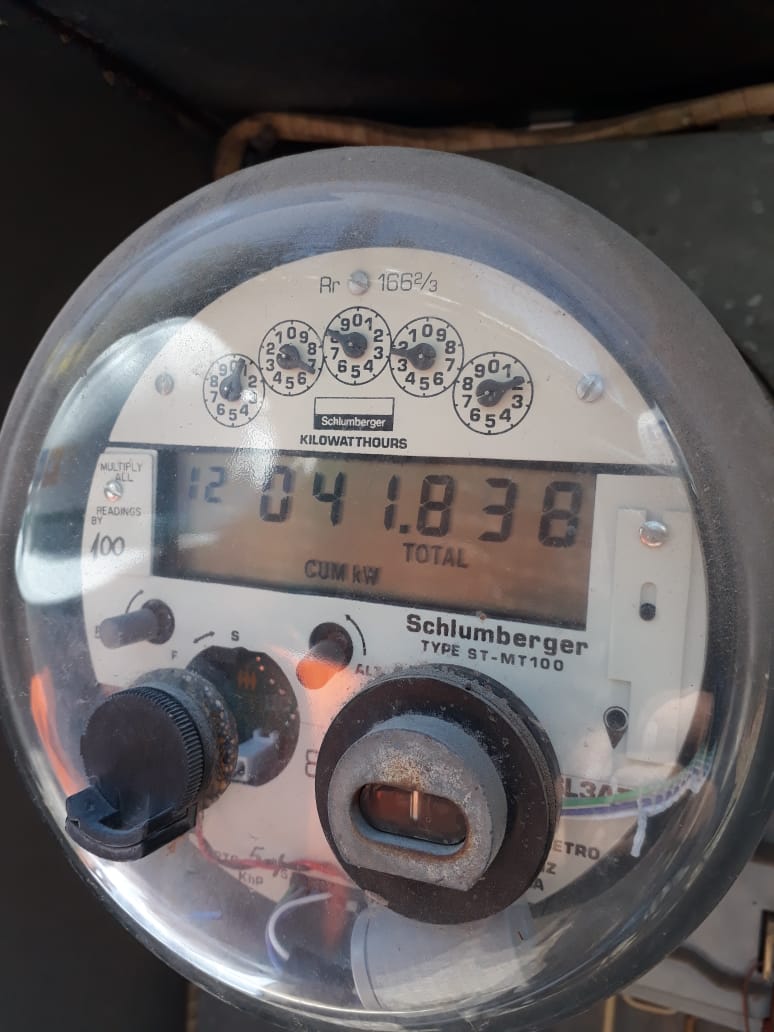 Rr 166 2/3
Schlumberger
KILOWATTHOURS
MULTIPLY
ALL
READINGS
BY
100
12 041.838
TOTAL
CUM kW
Schlumberger
TYPE ST-MT100
S
F